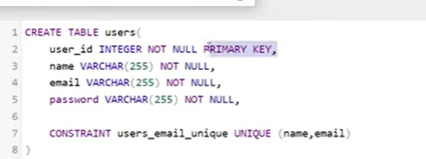 1 CREATE TABLE users(
2 user_id INTEGER NOT NULL PRIMARY KEY,
3 name VARCHAR(255) NOT NULL,
4 email VARCHAR(255) NOT NULL,
5 password VARCHAR(255) NOT NULL,
6
7 CONSTRAINT users_email_unique UNIQUE (name,email)
8 )